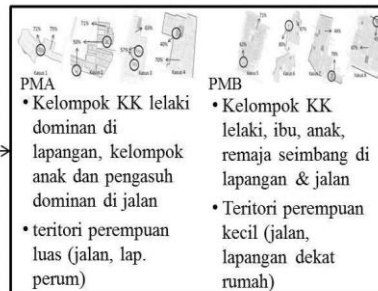 PMA
• Kelompok KK lelaki
dominan di
lapangan, kelompok
anak dan pengasuh
dominan di jalan
• teritori perempuan
luas (jalan, lap.
perum)
PMB
• Kelompok KK
lelaki, ibu, anak,
remaja seimbang di
lapangan & jalan
• Teritori perempuan
kecil (jalan,
lapangan dekat
rumah)